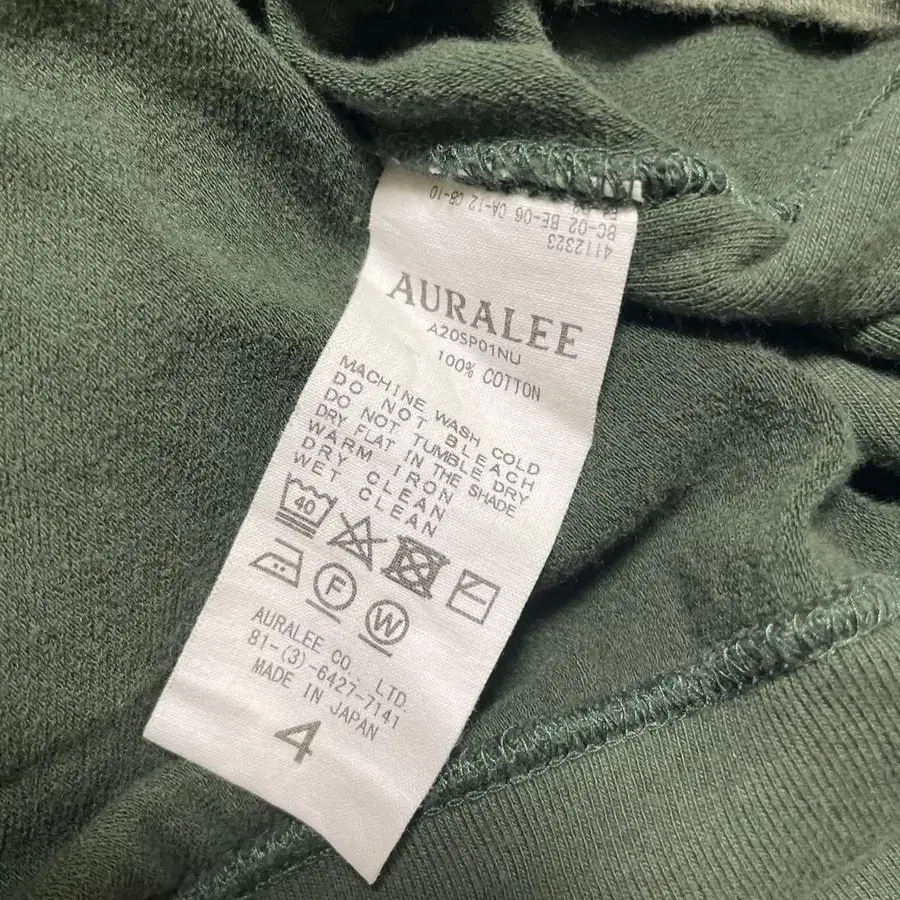 4112323
BC-02 BE-06 CA-12 CB-10
AURALEE
A20SP01NU
100% COTTON
MACHINE WASH COLD
DO NOT BLEACH
DO NOT TUMBLE DRY
DRY FLAT IN THE SHADE
WARM IRON
DRY CLEAN
WET CLEAN
40
F
W
AURALEE CO., LTD.
81-(3)-6427-7141
MADE IN JAPAN
4